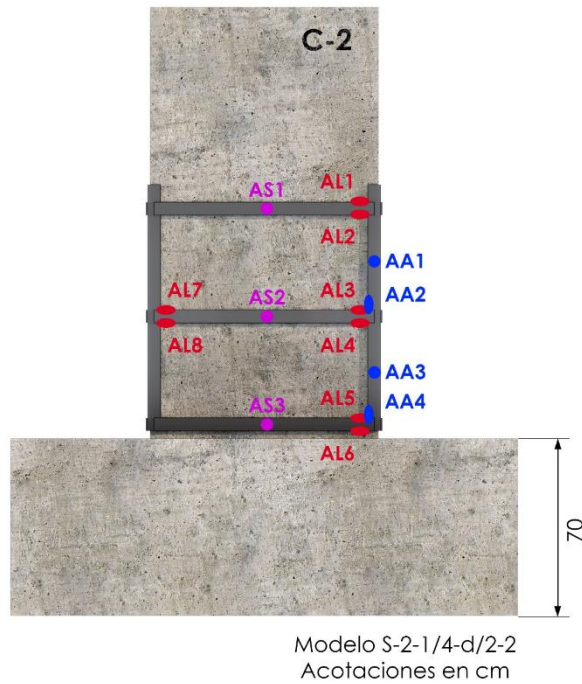 C-2
AL1
AS1
AL2
AA1
AL7
AS2
AL3
AA2
AL8
AL4
AA3
AL5
AS3
AA4
AL6
70
Modelo S-2-1/4-d/2-2
Acotaciones en cm